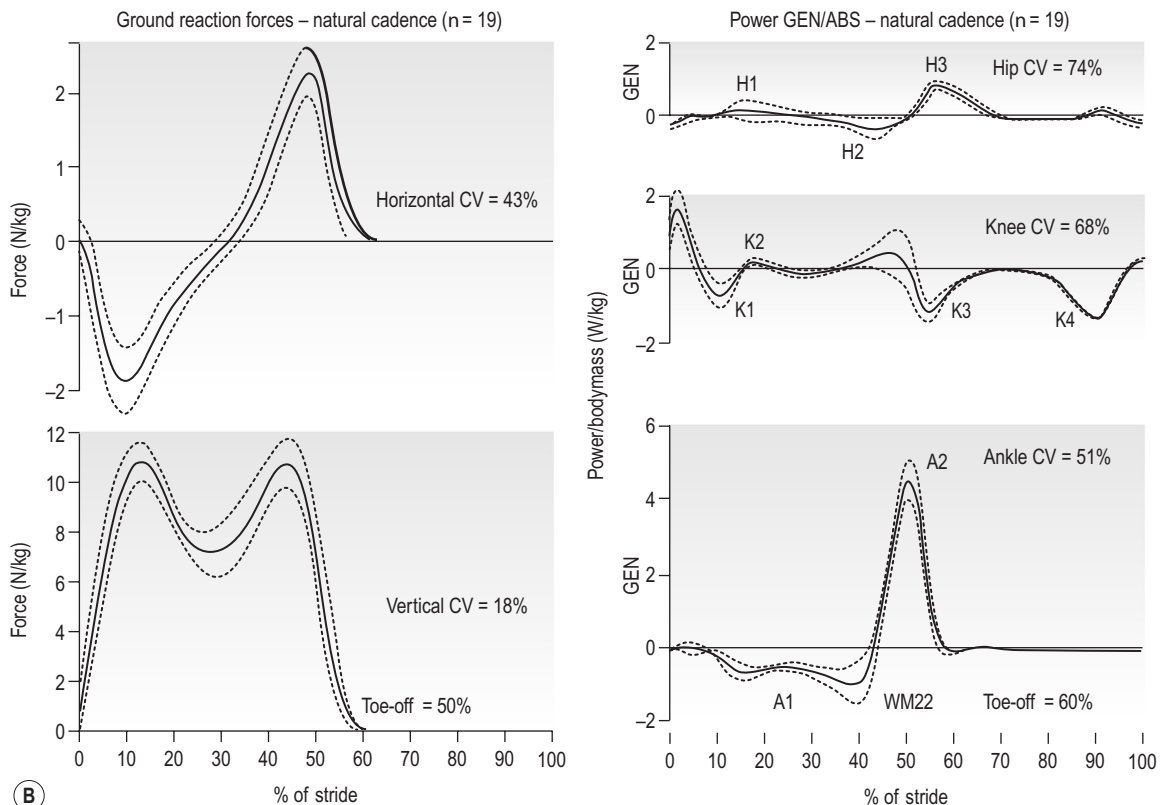 Ground reaction forces – natural cadence (n = 19)
Force (N/kg)
2
1
0
–1
–2
Horizontal CV = 43%
Force (N/kg)
12
10
8
6
4
2
0
Vertical CV = 18%
Toe-off = 50%
0 10 20 30 40 50 60 70 80 90 100
% of stride
B
Power GEN/ABS – natural cadence (n = 19)
Power/bodymass (W/kg)
GEN
2
0
–2
H1
H2
H3
Hip CV = 74%
GEN
2
0
–2
K1
K2
K3
K4
Knee CV = 68%
GEN
6
4
2
0
–2
A1
A2
WM22
Ankle CV = 51%
Toe-off = 60%
0 10 20 30 40 50 60 70 80 90 100
% of stride